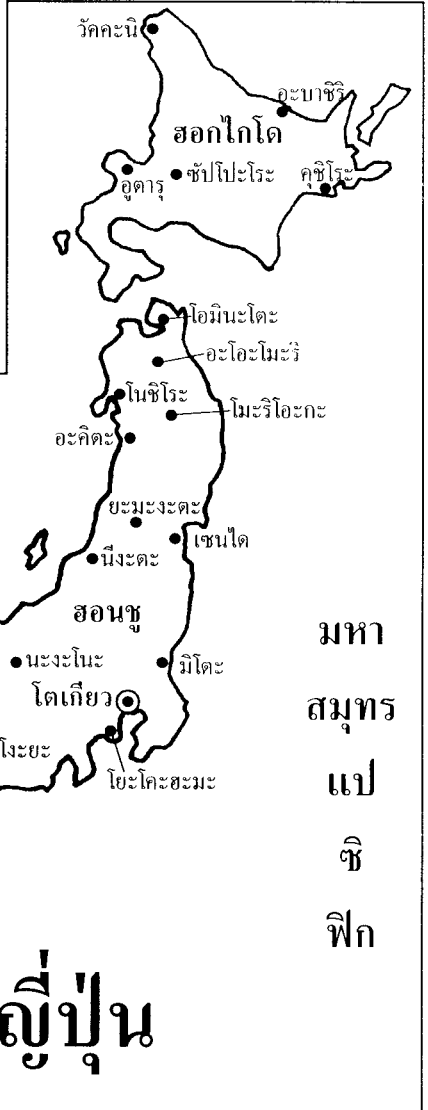 วัคคะนิ
อะบาชิริ
ฮอกไกโด
อูตารุ
ซัปโปะโระ
คุชิโระ
โอมินะโตะ
อะโอะโมะริ
โนชิโระ
โมะริโอะกะ
อะคิตะ
ยะมะงะตะ
เซนได
นีงะตะ
ฮอนชู
นะงะโนะ
มิโตะ
โตเกียว
โงะยะ
โยะโคะฮะมะ
มหา
สมุทร
แป
ซิ
ฟิก
ญี่ปุ่น